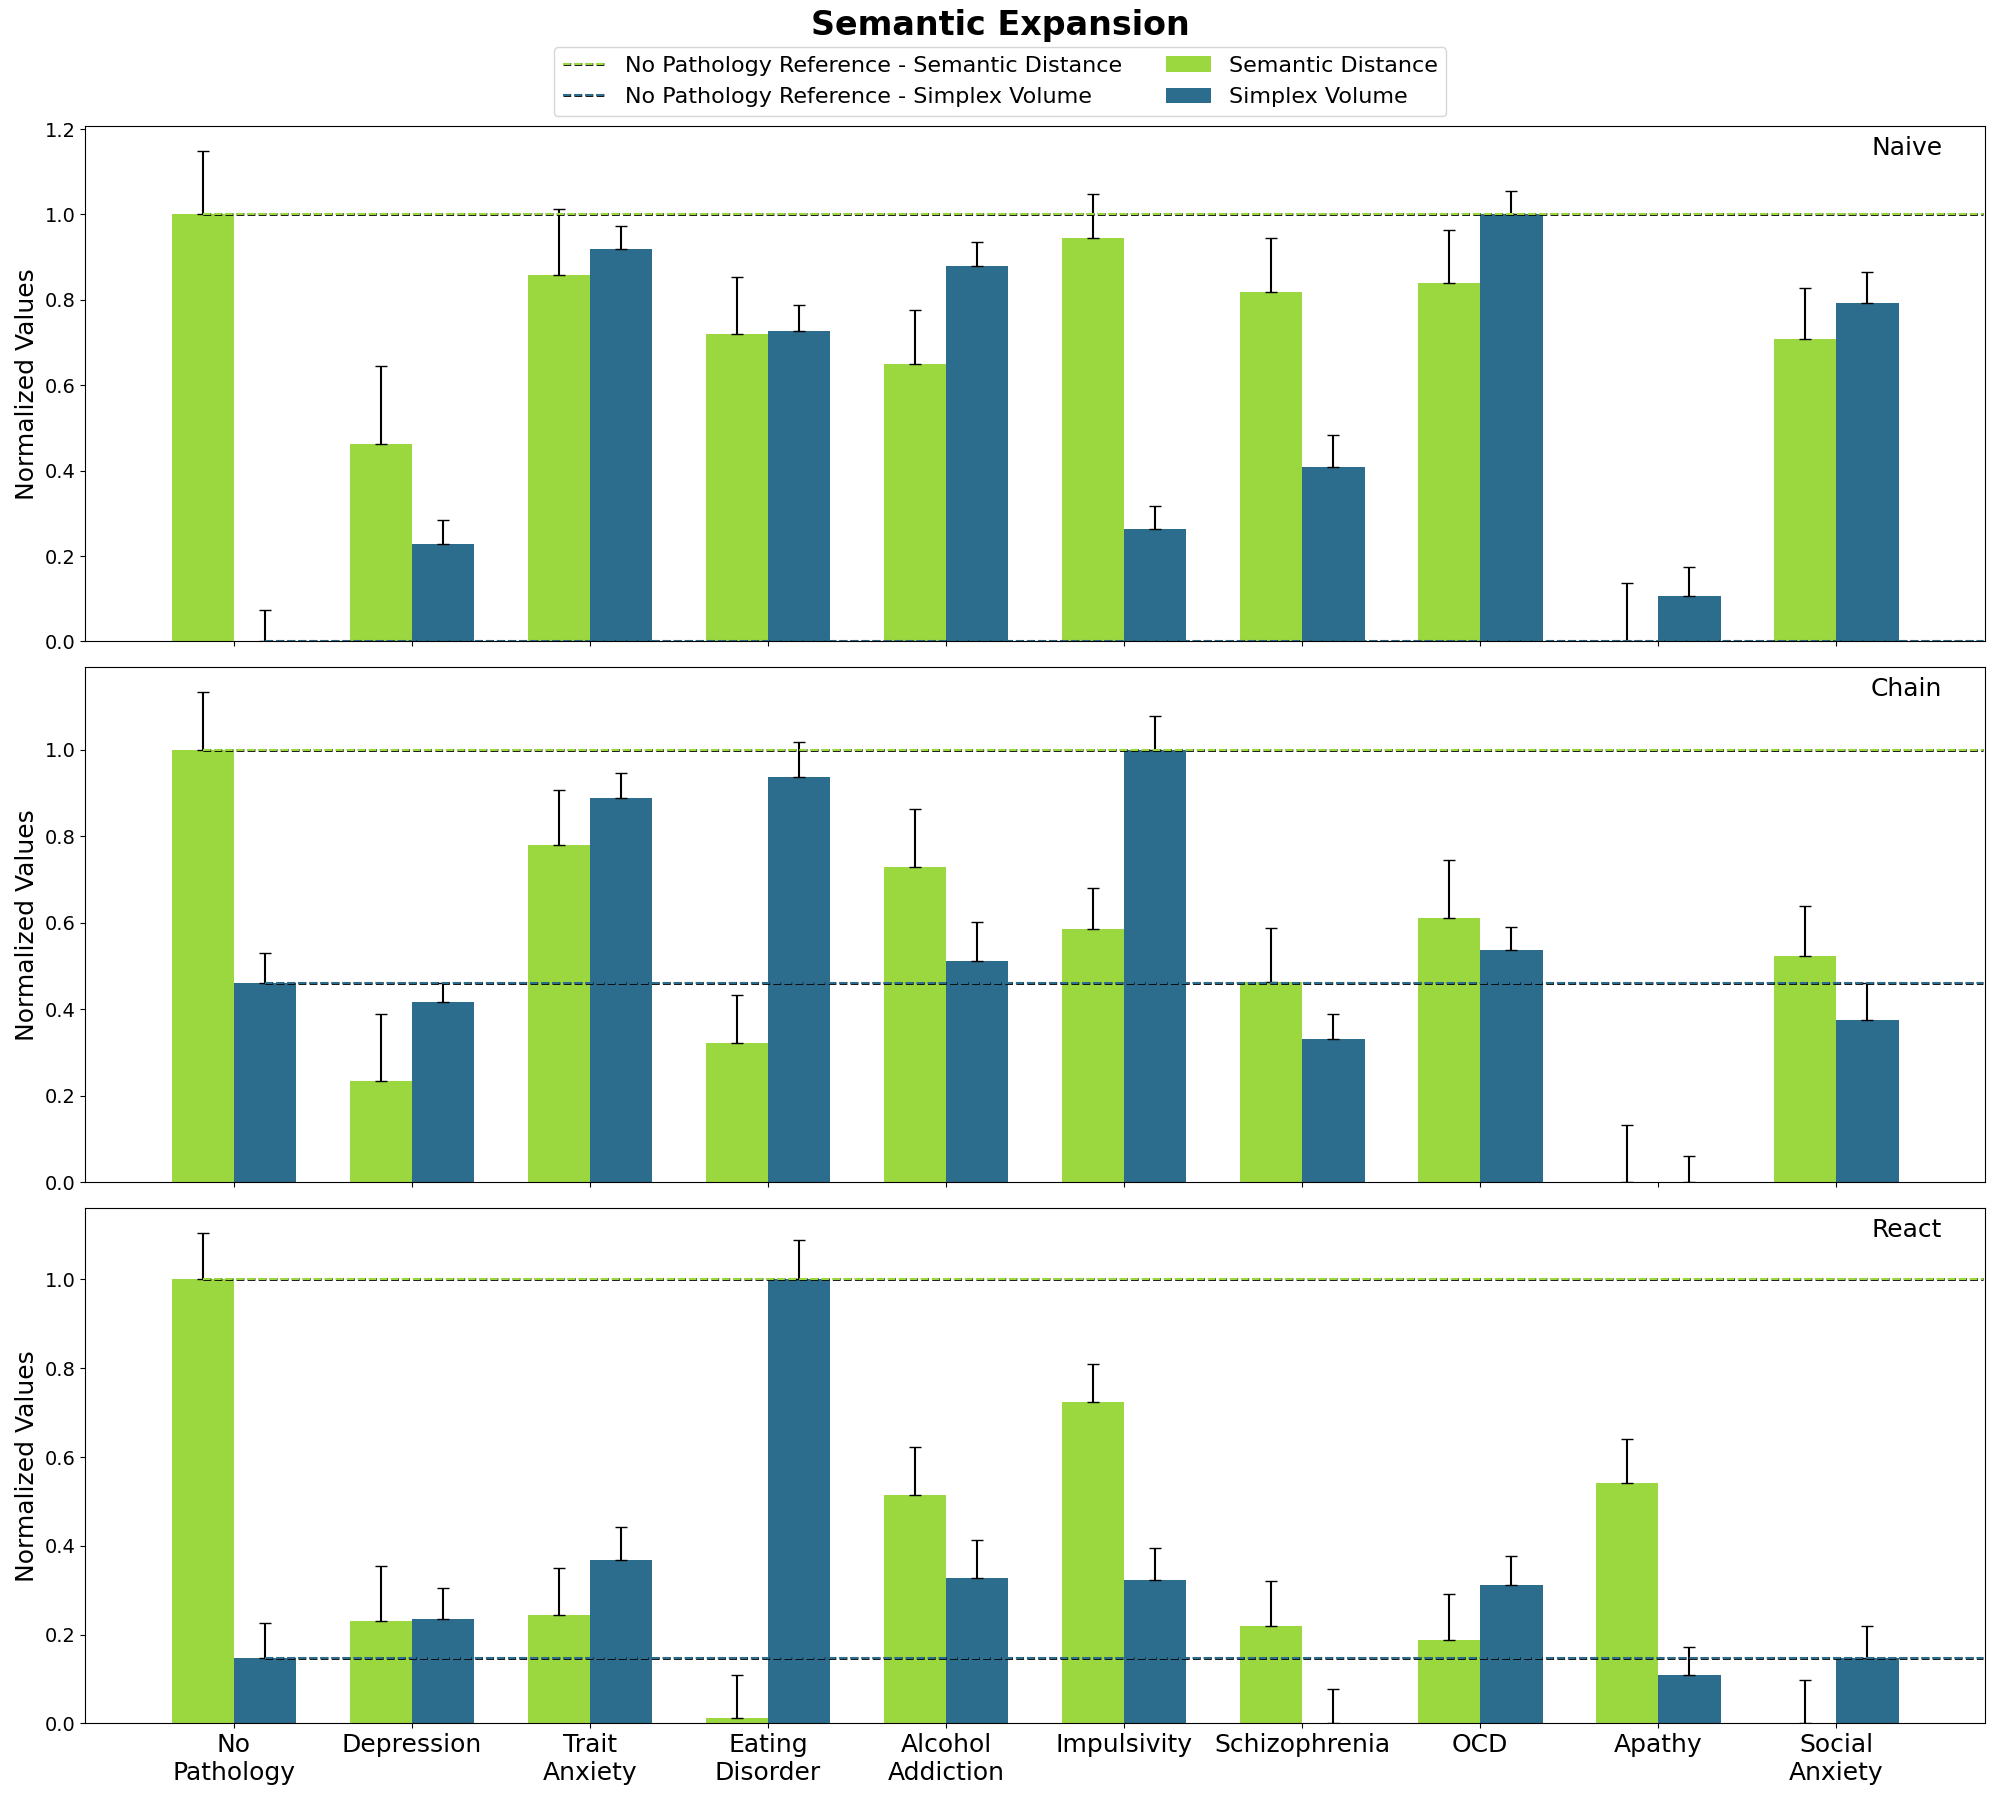 Semantic Expansion
No Pathology Reference - Semantic Distance
No Pathology Reference - Simplex Volume
Semantic Distance
Simplex Volume
Naive
Normalized Values
1.2
1.0
0.8
0.6
0.4
0.2
0.0
Chain
Normalized Values
1.0
0.8
0.6
0.4
0.2
0.0
React
Normalized Values
1.0
0.8
0.6
0.4
0.2
0.0
No
Pathology
Depression
Trait
Anxiety
Eating
Disorder
Alcohol
Addiction
Impulsivity
Schizophrenia
OCD
Apathy
Social
Anxiety